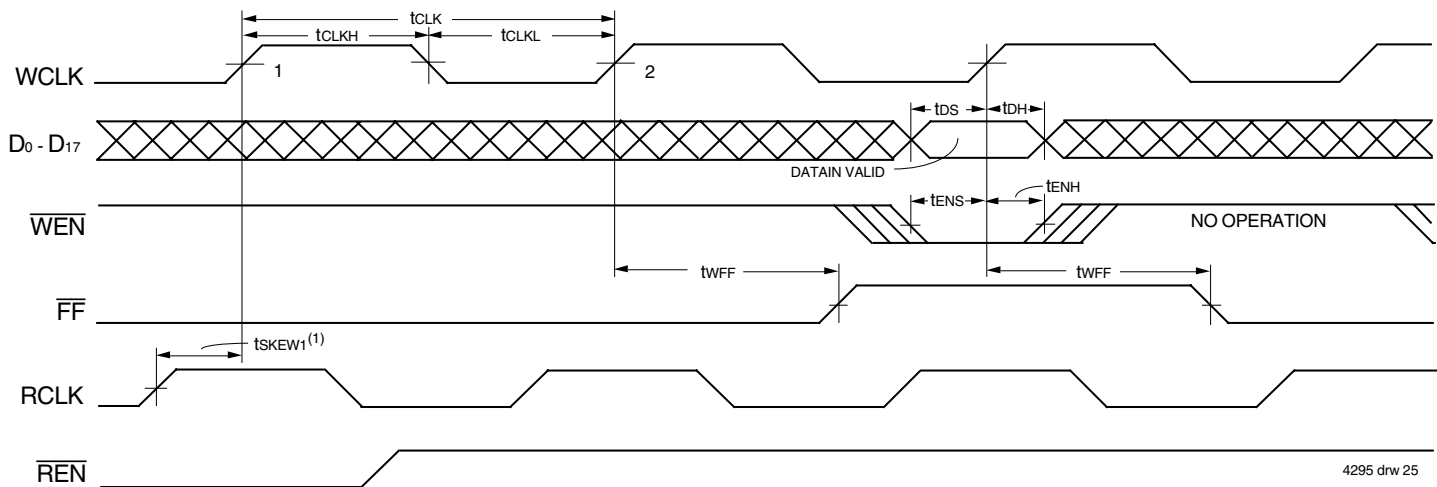 tCLK
tCLKH
tCLKL
WCLK
1
2
tDS
tDH
D0 - D17
DATAIN VALID
tENS
tENH
WEN
NO OPERATION
tWFF
tWFF
FF
tSKEW1(1)
RCLK
REN
4295 drw 25